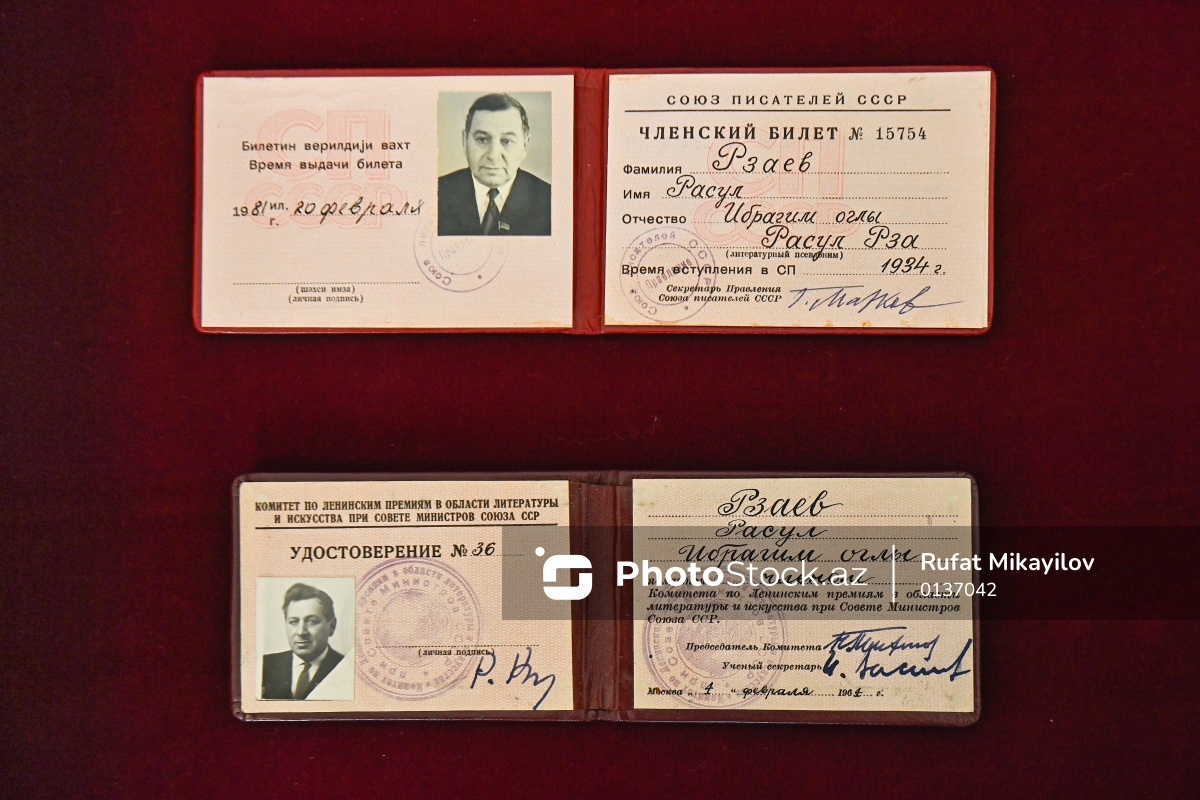 СП
СССР
Билетин верилдији вахт
Время выдачи билета
1981 ил. г. 20 февраля
(шәхси имза)
(личная подпись)
СОЮЗ ПИСАТЕЛЕЙ СССР
ЧЛЕНСКИЙ БИЛЕТ № 15754
Фамилия Рзаев
Имя Расул
Отчество Ибрагим оглы
Расул Рза
(литературный псевдоним)
Время вступления в СП 1934 г.
Секретарь Правления
Союза писателей СССР Г. Марков
КОМИТЕТ ПО ЛЕНИНСКИМ ПРЕМИЯМ В ОБЛАСТИ ЛИТЕРАТУРЫ
И ИСКУССТВА ПРИ СОВЕТЕ МИНИСТРОВ СОЮЗА ССР
УДОСТОВЕРЕНИЕ № 36
(личная подпись)
Рзаев
Расул
Ибрагим оглы
членом
Комитета по Ленинским премиям в области
литературы и искусства при Совете Министров
Союза ССР.
Председатель Комитета
Ученый секретарь
Москва „4“ февраля 1964 г.
PhotoStock.az
Rufat Mikayilov
0137042